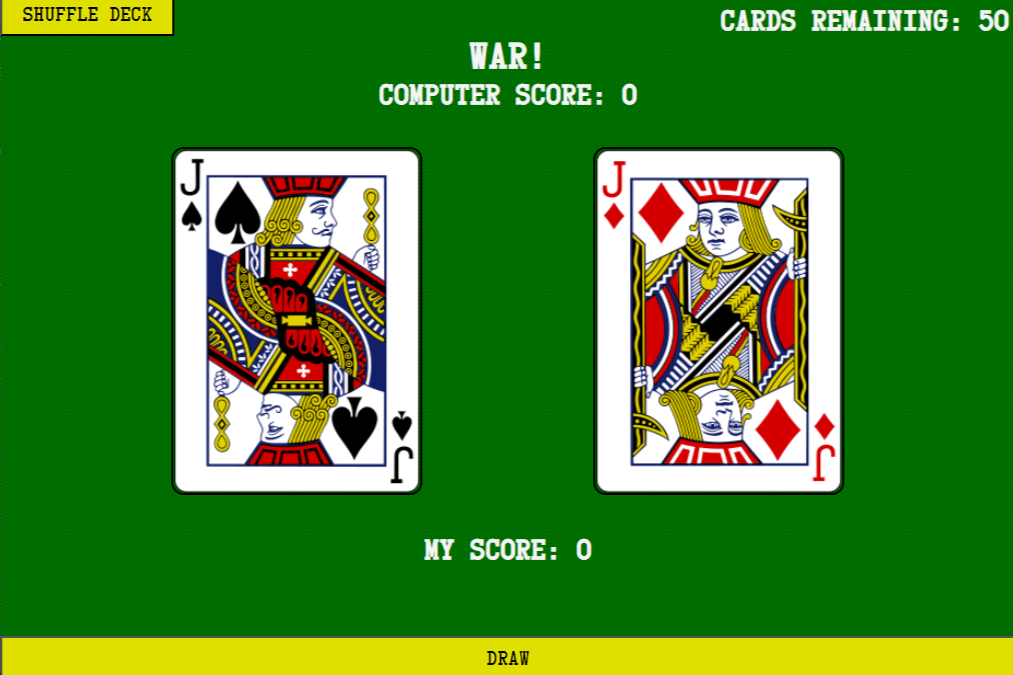 SHUFFLE DECK
CARDS REMAINING: 50
WAR!
COMPUTER SCORE: 0
J
J
J
J
MY SCORE: 0
DRAW